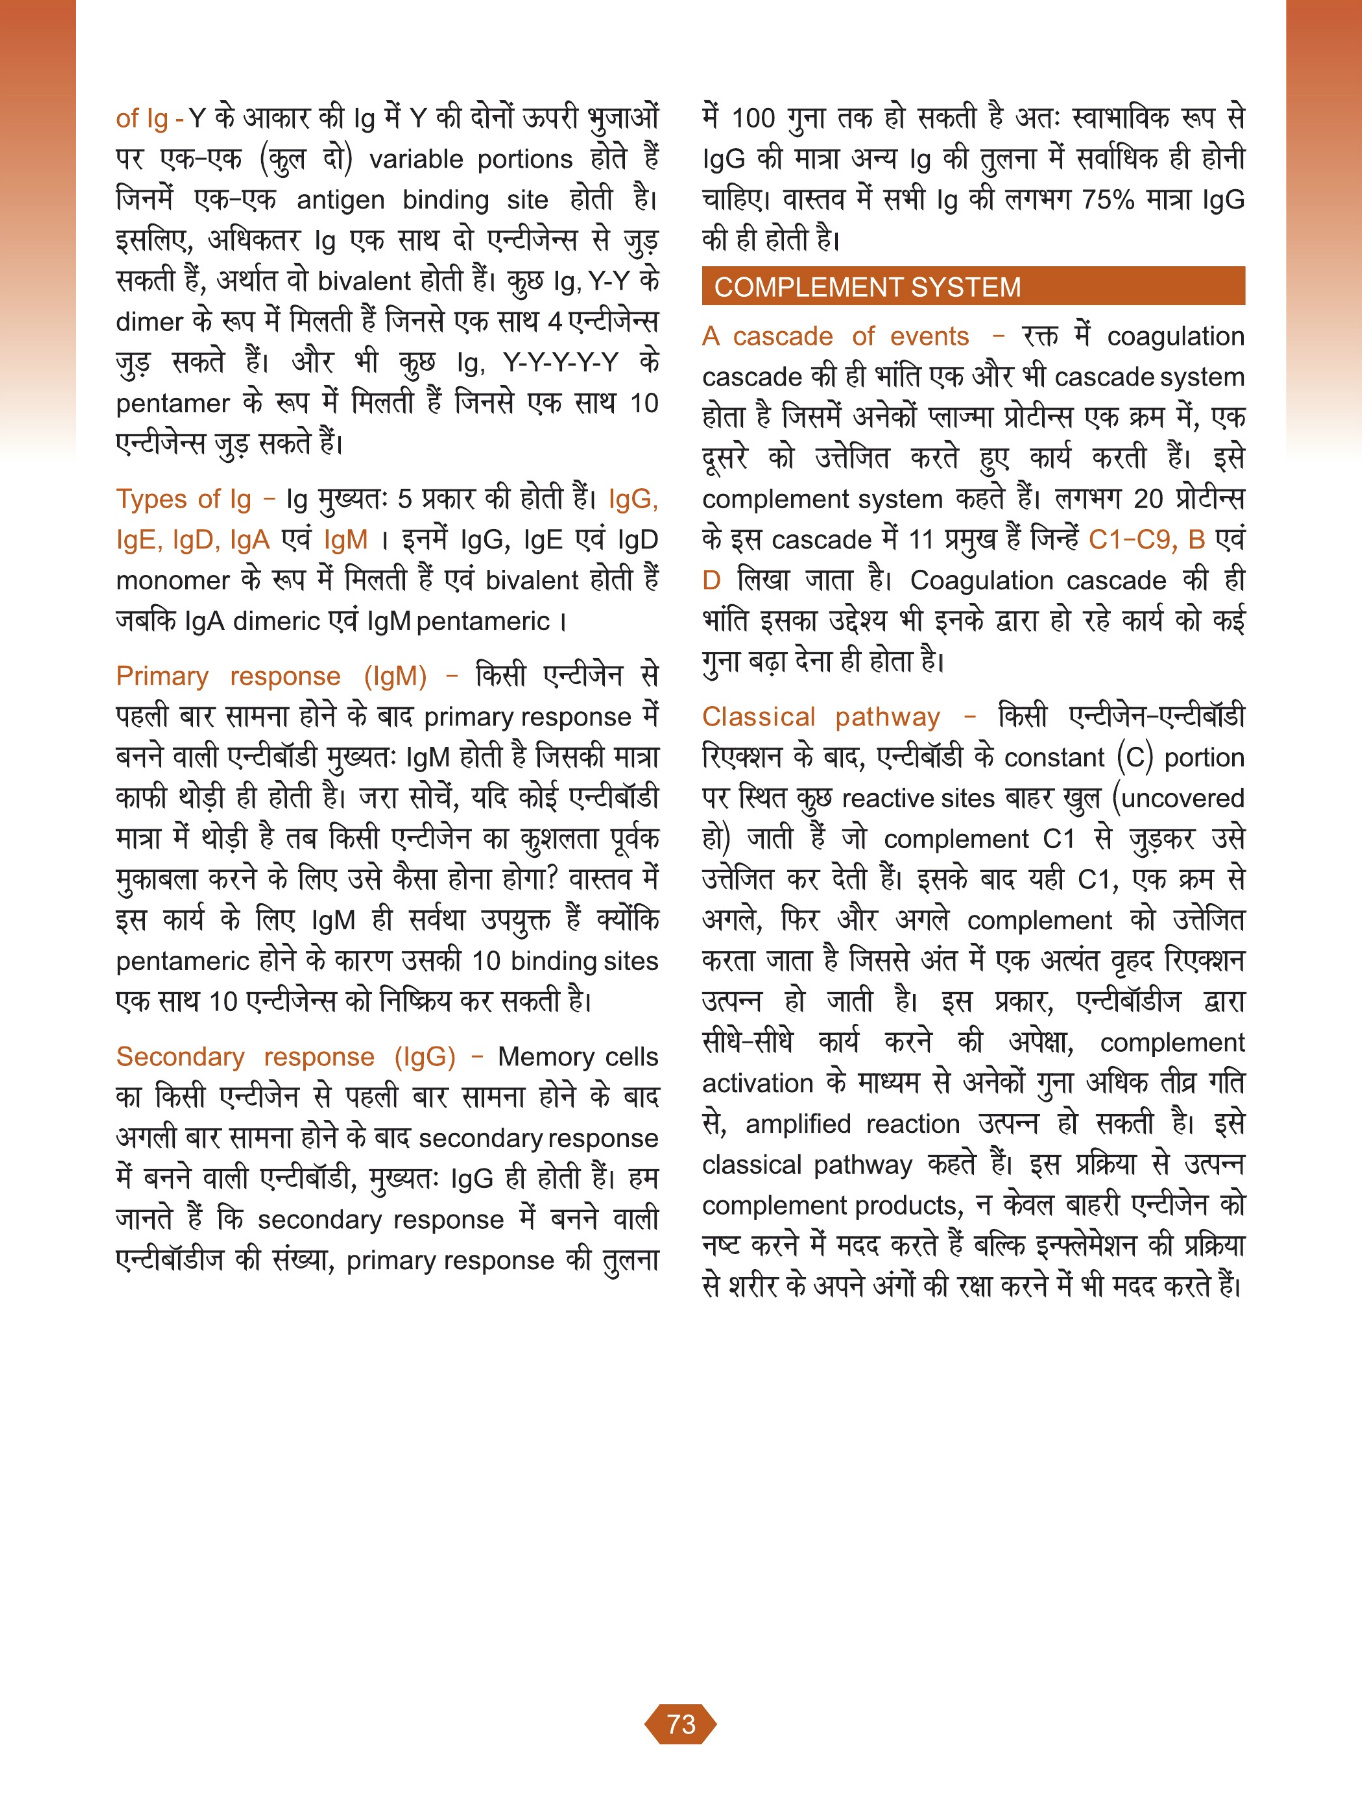 of Ig - Y के आकार की Ig में Y की दोनों ऊपरी भुजाओं
पर एक-एक (कुल दो) variable portions होते हैं
जिनमें एक-एक antigen binding site होती है।
इसलिए, अधिकतर Ig एक साथ दो एन्टीजेन्स से जुड़
सकती हैं, अर्थात वो bivalent होती हैं। कुछ Ig, Y-Y के
dimer के रूप में मिलती हैं जिनसे एक साथ 4 एन्टीजेन्स
जुड़ सकते हैं। और भी कुछ Ig, Y-Y-Y-Y-Y के
pentamer के रूप में मिलती हैं जिनसे एक साथ 10
एन्टीजेन्स जुड़ सकते हैं।
Types of Ig – Ig मुख्यतः 5 प्रकार की होती हैं। IgG,
IgE, IgD, IgA एवं IgM । इनमें IgG, IgE एवं IgD
monomer के रूप में मिलती हैं एवं bivalent होती हैं
जबकि IgA dimeric एवं IgM pentameric ।
Primary response (IgM) – किसी एन्टीजेन से
पहली बार सामना होने के बाद primary response में
बनने वाली एन्टीबॉडी मुख्यतः IgM होती है जिसकी मात्रा
काफी थोड़ी ही होती है। जरा सोचें, यदि कोई एन्टीबॉडी
मात्रा में थोड़ी है तब किसी एन्टीजेन का कुशलता पूर्वक
मुकाबला करने के लिए उसे कैसा होना होगा? वास्तव में
इस कार्य के लिए IgM ही सर्वथा उपयुक्त हैं क्योंकि
pentameric होने के कारण उसकी 10 binding sites
एक साथ 10 एन्टीजेन्स को निष्क्रिय कर सकती है।
Secondary response (IgG) – Memory cells
का किसी एन्टीजेन से पहली बार सामना होने के बाद
अगली बार सामना होने के बाद secondary response
में बनने वाली एन्टीबॉडी, मुख्यतः IgG ही होती हैं। हम
जानते हैं कि secondary response में बनने वाली
एन्टीबॉडीज की संख्या, primary response की तुलना
में 100 गुना तक हो सकती है अतः स्वाभाविक रूप से
IgG की मात्रा अन्य Ig की तुलना में सर्वाधिक ही होनी
चाहिए। वास्तव में सभी Ig की लगभग 75% मात्रा IgG
की ही होती है।
COMPLEMENT SYSTEM
A cascade of events – रक्त में coagulation
cascade की ही भांति एक और भी cascade system
होता है जिसमें अनेकों प्लाज्मा प्रोटीन्स एक क्रम में, एक
दूसरे को उत्तेजित करते हुए कार्य करती हैं। इसे
complement system कहते हैं। लगभग 20 प्रोटीन्स
के इस cascade में 11 प्रमुख हैं जिन्हें C1–C9, B एवं
D लिखा जाता है। Coagulation cascade की ही
भांति इसका उद्देश्य भी इनके द्वारा हो रहे कार्य को कई
गुना बढ़ा देना ही होता है।
Classical pathway – किसी एन्टीजेन-एन्टीबॉडी
रिएक्शन के बाद, एन्टीबॉडी के constant (C) portion
पर स्थित कुछ reactive sites बाहर खुल (uncovered
हो) जाती हैं जो complement C1 से जुड़कर उसे
उत्तेजित कर देती हैं। इसके बाद यही C1, एक क्रम से
अगले, फिर और अगले complement को उत्तेजित
करता जाता है जिससे अंत में एक अत्यंत वृहद रिएक्शन
उत्पन्न हो जाती है। इस प्रकार, एन्टीबॉडीज द्वारा
सीधे-सीधे कार्य करने की अपेक्षा, complement
activation के माध्यम से अनेकों गुना अधिक तीव्र गति
से, amplified reaction उत्पन्न हो सकती है। इसे
classical pathway कहते हैं। इस प्रक्रिया से उत्पन्न
complement products, न केवल बाहरी एन्टीजेन को
नष्ट करने में मदद करते हैं बल्कि इन्फ्लेमेशन की प्रक्रिया
से शरीर के अपने अंगों की रक्षा करने में भी मदद करते हैं।
73